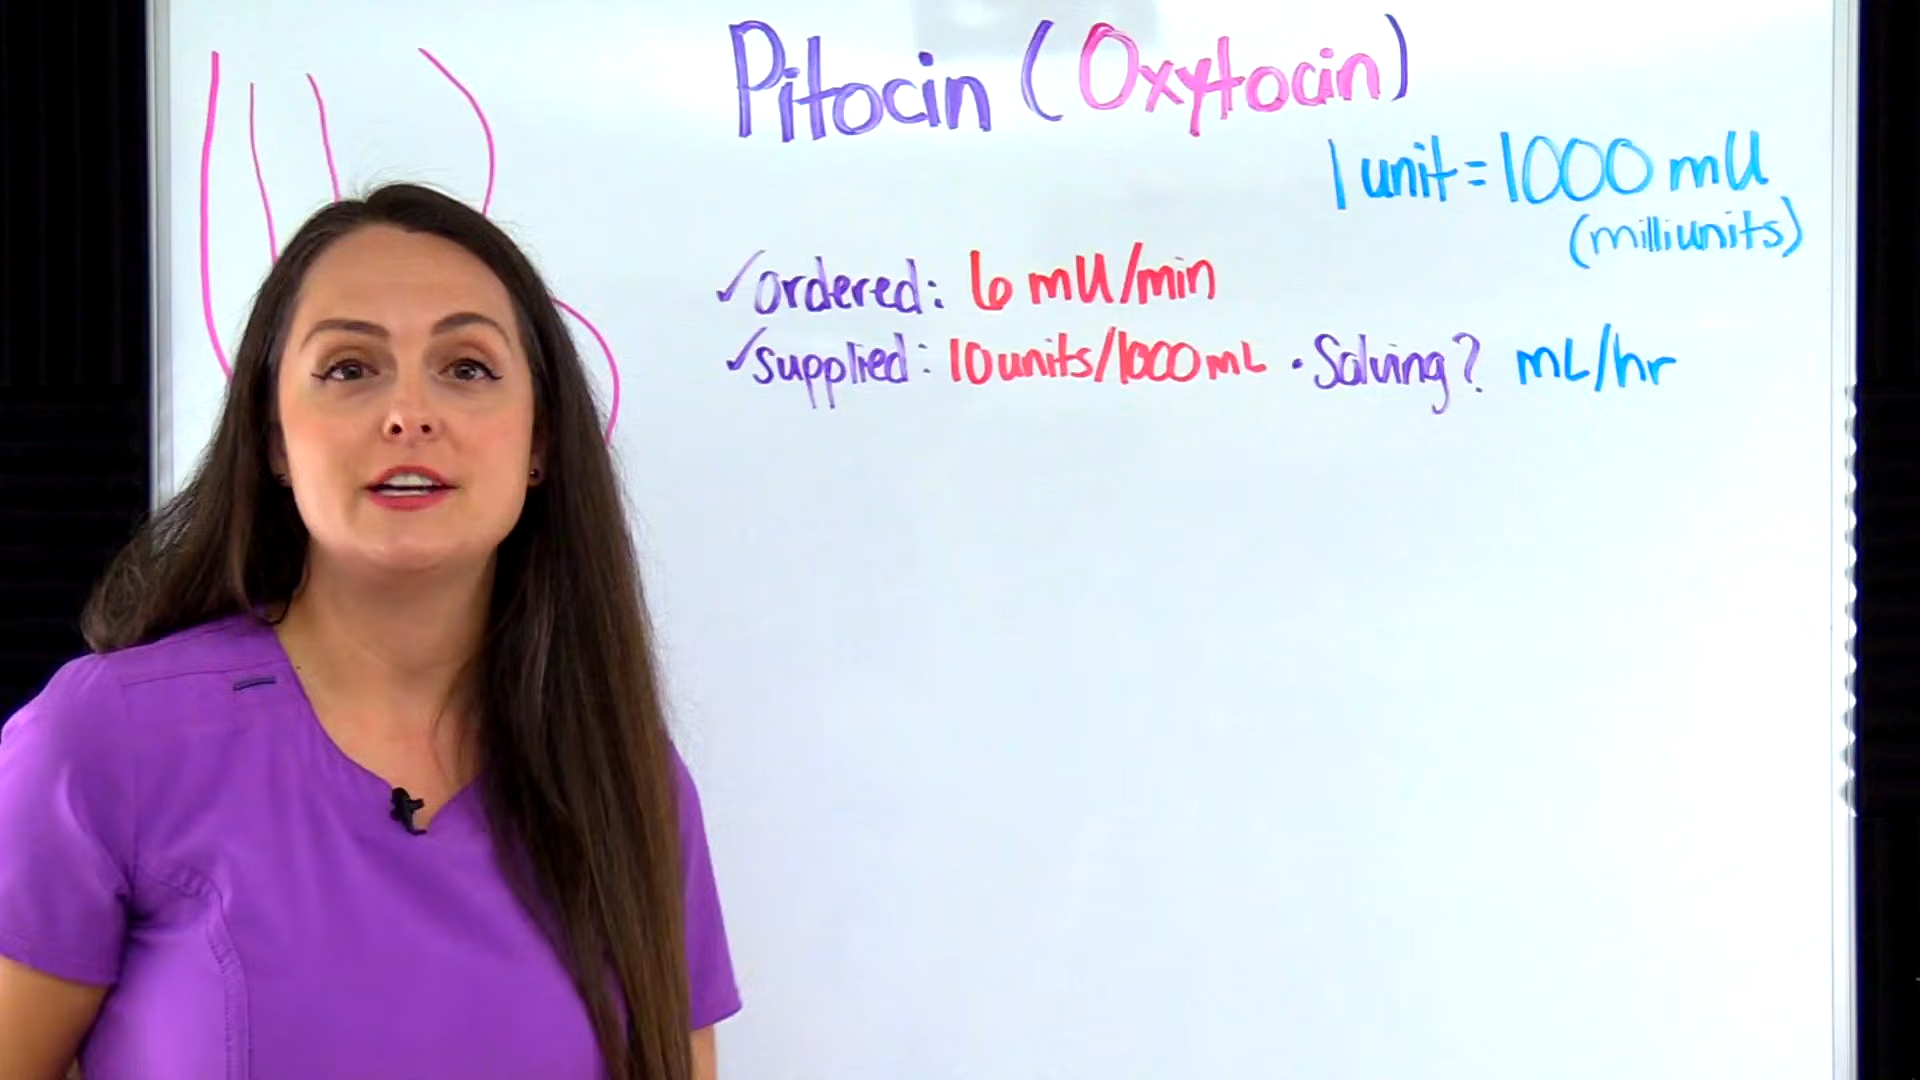 Pitocin (Oxytocin)
1 unit = 1000 mU
(milliunits)
✓ordered: 6 mU/min
✓supplied: 10 units/1000 mL • Solving? mL/hr